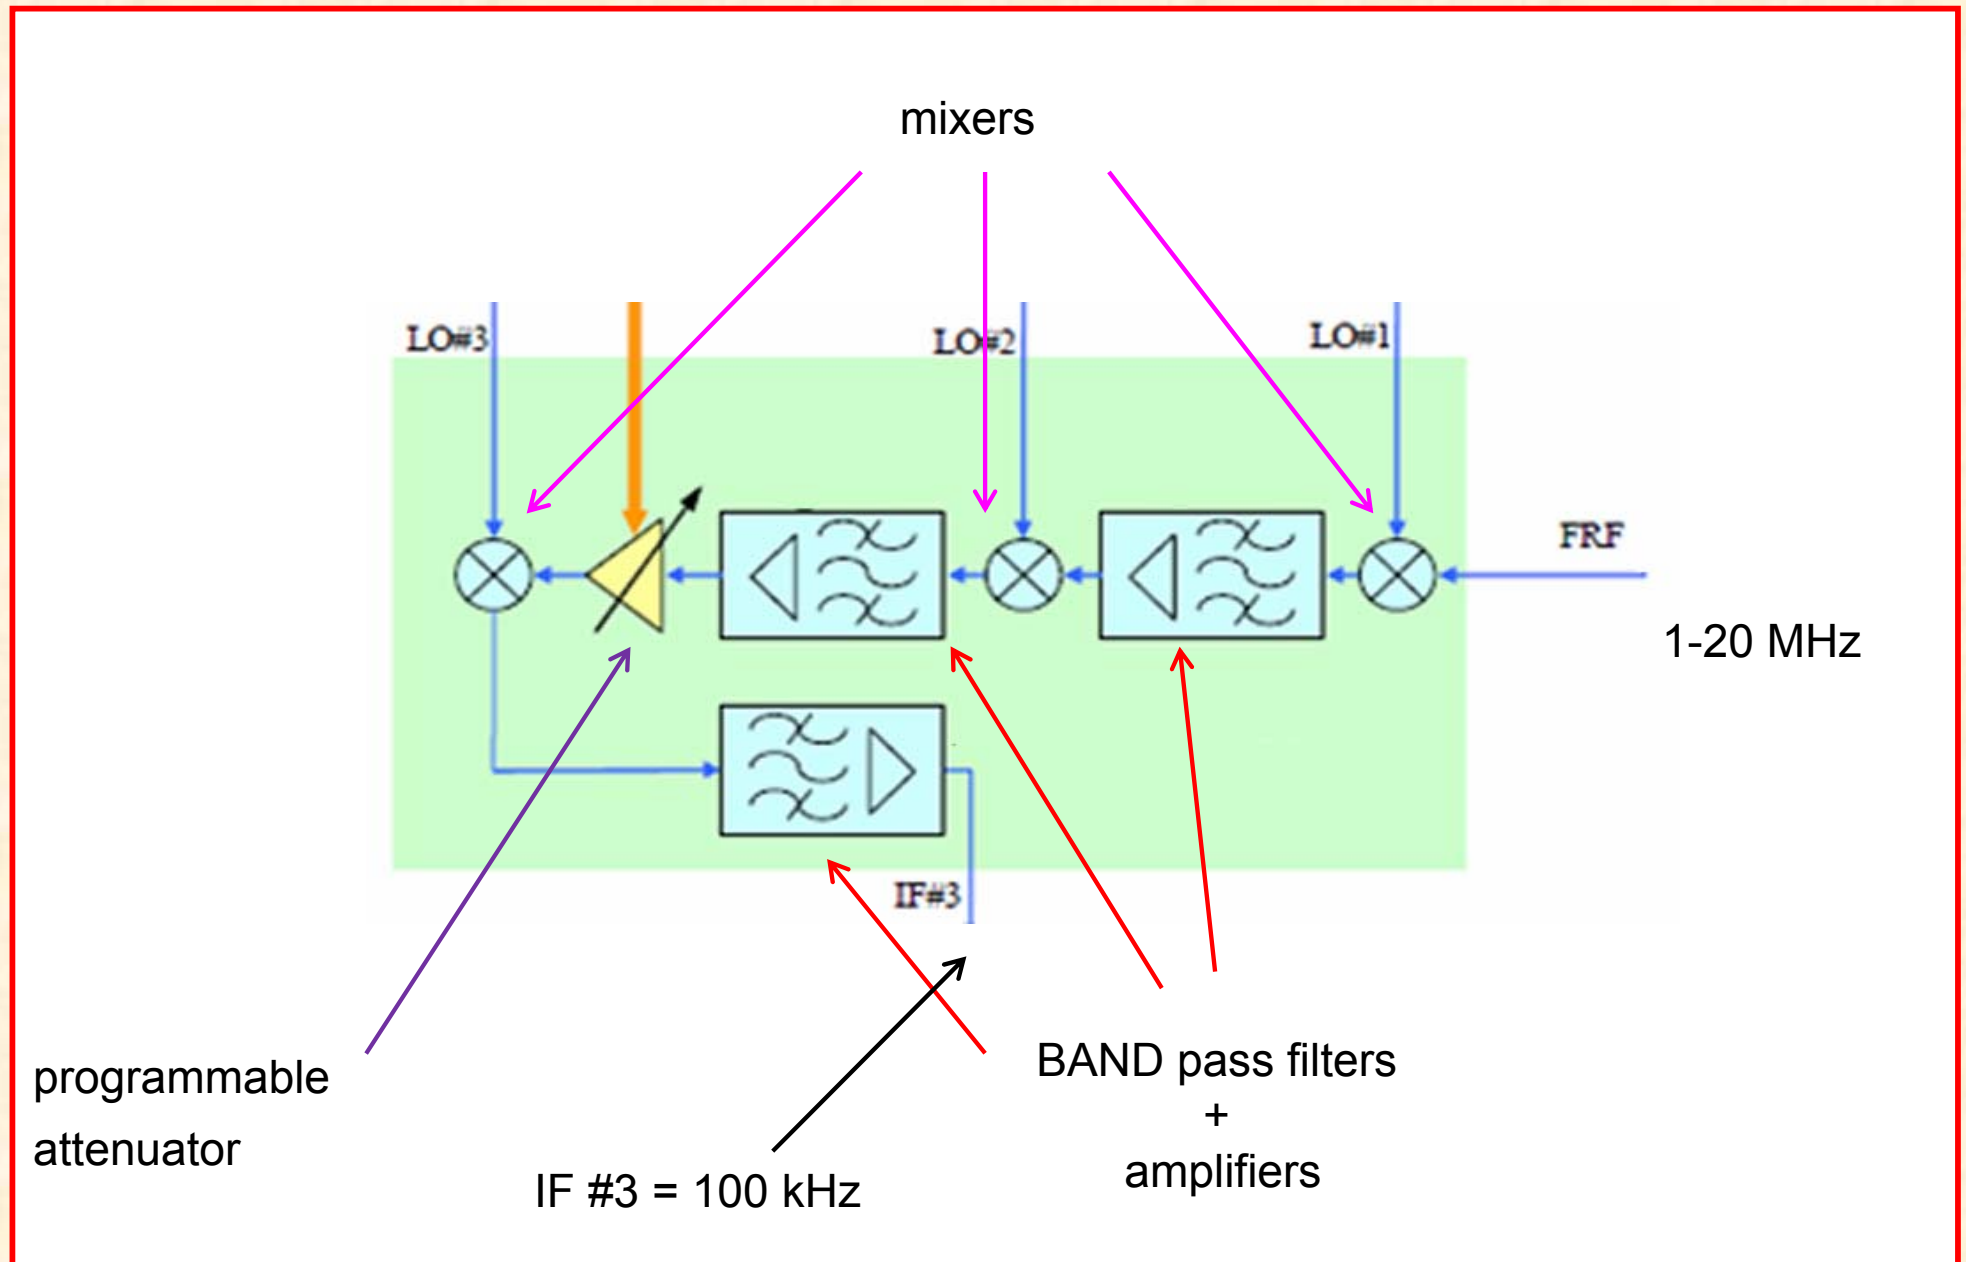 mixers
LO#3
LO#2
LO#1
FRF
1-20 MHz
IF#3
programmable
attenuator
BAND pass filters
+
amplifiers
IF #3 = 100 kHz